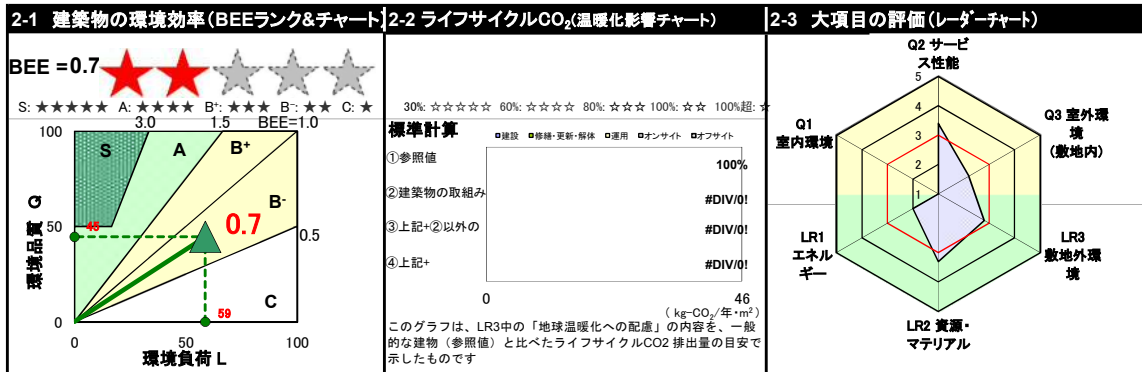 2-1 建築物の環境効率(BEEランク&チャート)
BEE = 0.7
S: ★★★★★ A: ★★★★ B+: ★★★ B-: ★★ C: ★
3.0 1.5 BEE=1.0
100
S A B+
環境品質 Q
B-
0.7
45
50
0.5
C
59
0
0 50 100
環境負荷 L
2-2 ライフサイクルCO2(温暖化影響チャート)
30%: ☆☆☆☆☆ 60%: ☆☆☆☆ 80%: ☆☆☆ 100%: ☆☆ 100%超: ☆
標準計算
■建設 ■修繕・更新・解体 □運用 ■オンサイト ■オフサイト
①参照値 100%
②建築物の取組み #DIV/0!
③上記+②以外の #DIV/0!
④上記+ #DIV/0!
0 46
( kg-CO2/年・m2)
このグラフは、LR3中の「地球温暖化への配慮」の内容を、一般
的な建物(参照値)と比べたライフサイクルCO2 排出量の目安で
示したものです
2-3 大項目の評価(レーダーチャート)
Q2 サービ
ス性能
5
4
3
2
1
Q1
室内環境
Q3 室外環
境
(敷地内)
LR1
エネル
ギー
LR3
敷地外環
境
LR2 資源・
マテリアル